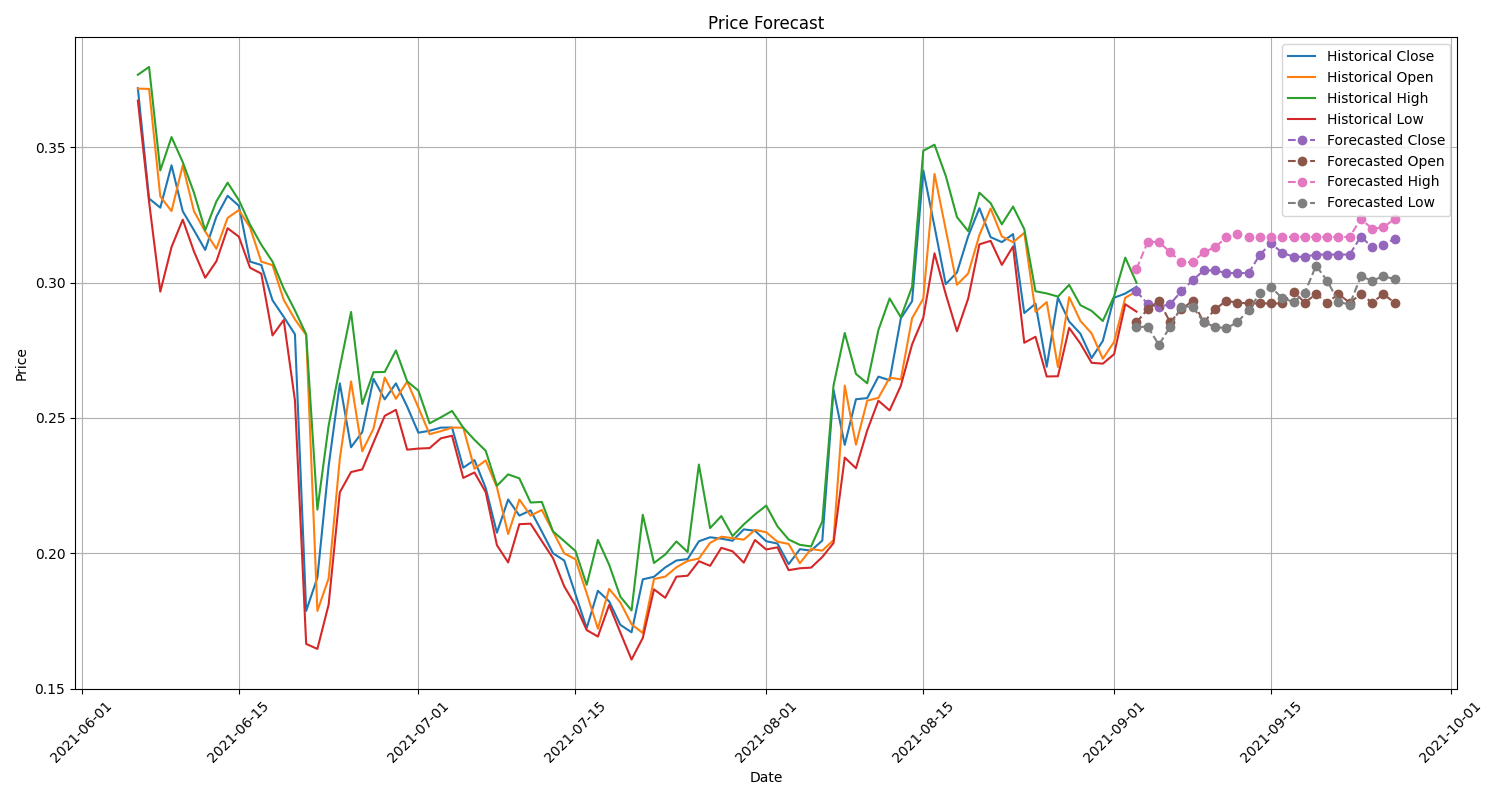 Price Forecast
Historical Close
Historical Open
Historical High
Historical Low
Forecasted Close
Forecasted Open
Forecasted High
Forecasted Low
Price
0.35
0.30
0.25
0.20
0.15
2021-06-01
2021-06-15
2021-07-01
2021-07-15
2021-08-01
2021-08-15
2021-09-01
2021-09-15
2021-10-01
Date